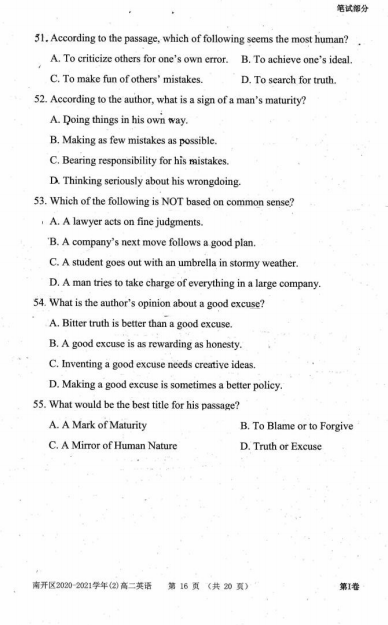 笔试部分
51. According to the passage, which of following seems the most human?
A. To criticize others for one's own error. B. To achieve one's ideal.
C. To make fun of others' mistakes. D. To search for truth.
52. According to the author, what is a sign of a man's maturity?
A. Doing things in his own way.
B. Making as few mistakes as possible.
C. Bearing responsibility for his mistakes.
D. Thinking seriously about his wrongdoing.
53. Which of the following is NOT based on common sense?
A. A lawyer acts on fine judgments.
B. A company's next move follows a good plan.
C. A student goes out with an umbrella in stormy weather.
D. A man tries to take charge of everything in a large company.
54. What is the author's opinion about a good excuse?
A. Bitter truth is better than a good excuse.
B. A good excuse is as rewarding as honesty.
C. Inventing a good excuse needs creative ideas.
D. Making a good excuse is sometimes a better policy.
55. What would be the best title for his passage?
A. A Mark of Maturity B. To Blame or to Forgive
C. A Mirror of Human Nature D. Truth or Excuse
南开区2020-2021学年(2)高二英语 第 16 页 (共 20 页) 第I卷